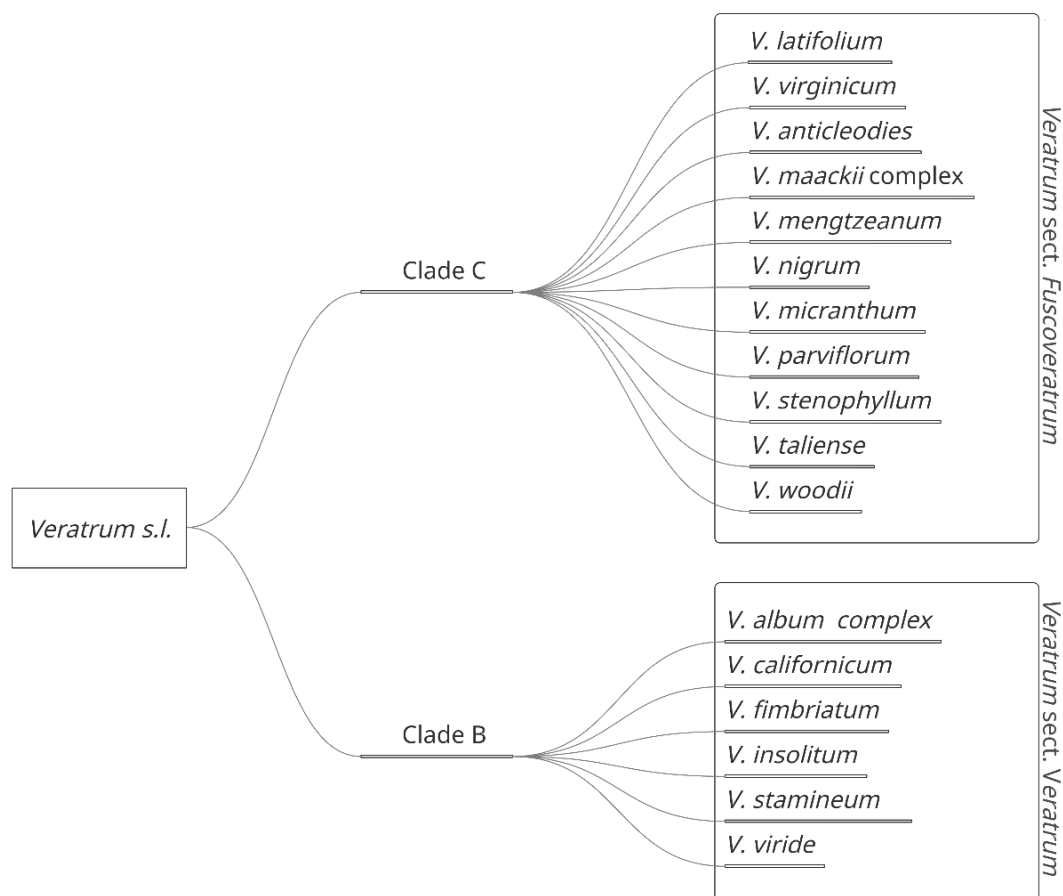 V. latifolium
V. virginicum
V. anticleodies
V. maackii complex
V. mengtzeanum
V. nigrum
V. micranthum
V. parviflorum
V. stenophyllum
V. taliense
V. woodii
Veratrum sect. Fuscoveratrum
Clade C
Veratrum s.l.
Clade B
V. album complex
V. californicum
V. fimbriatum
V. insolitum
V. stamineum
V. viride
Veratrum sect. Veratrum